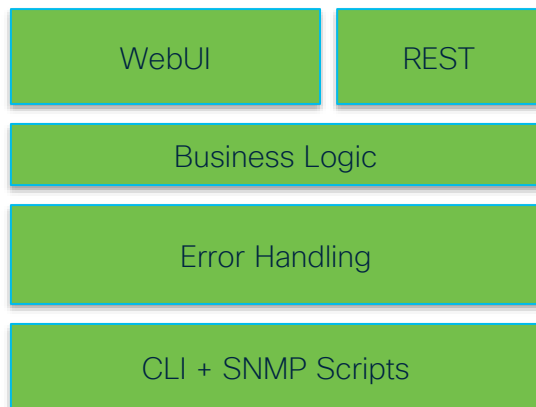 WebUI
REST
Business Logic
Error Handling
CLI + SNMP Scripts